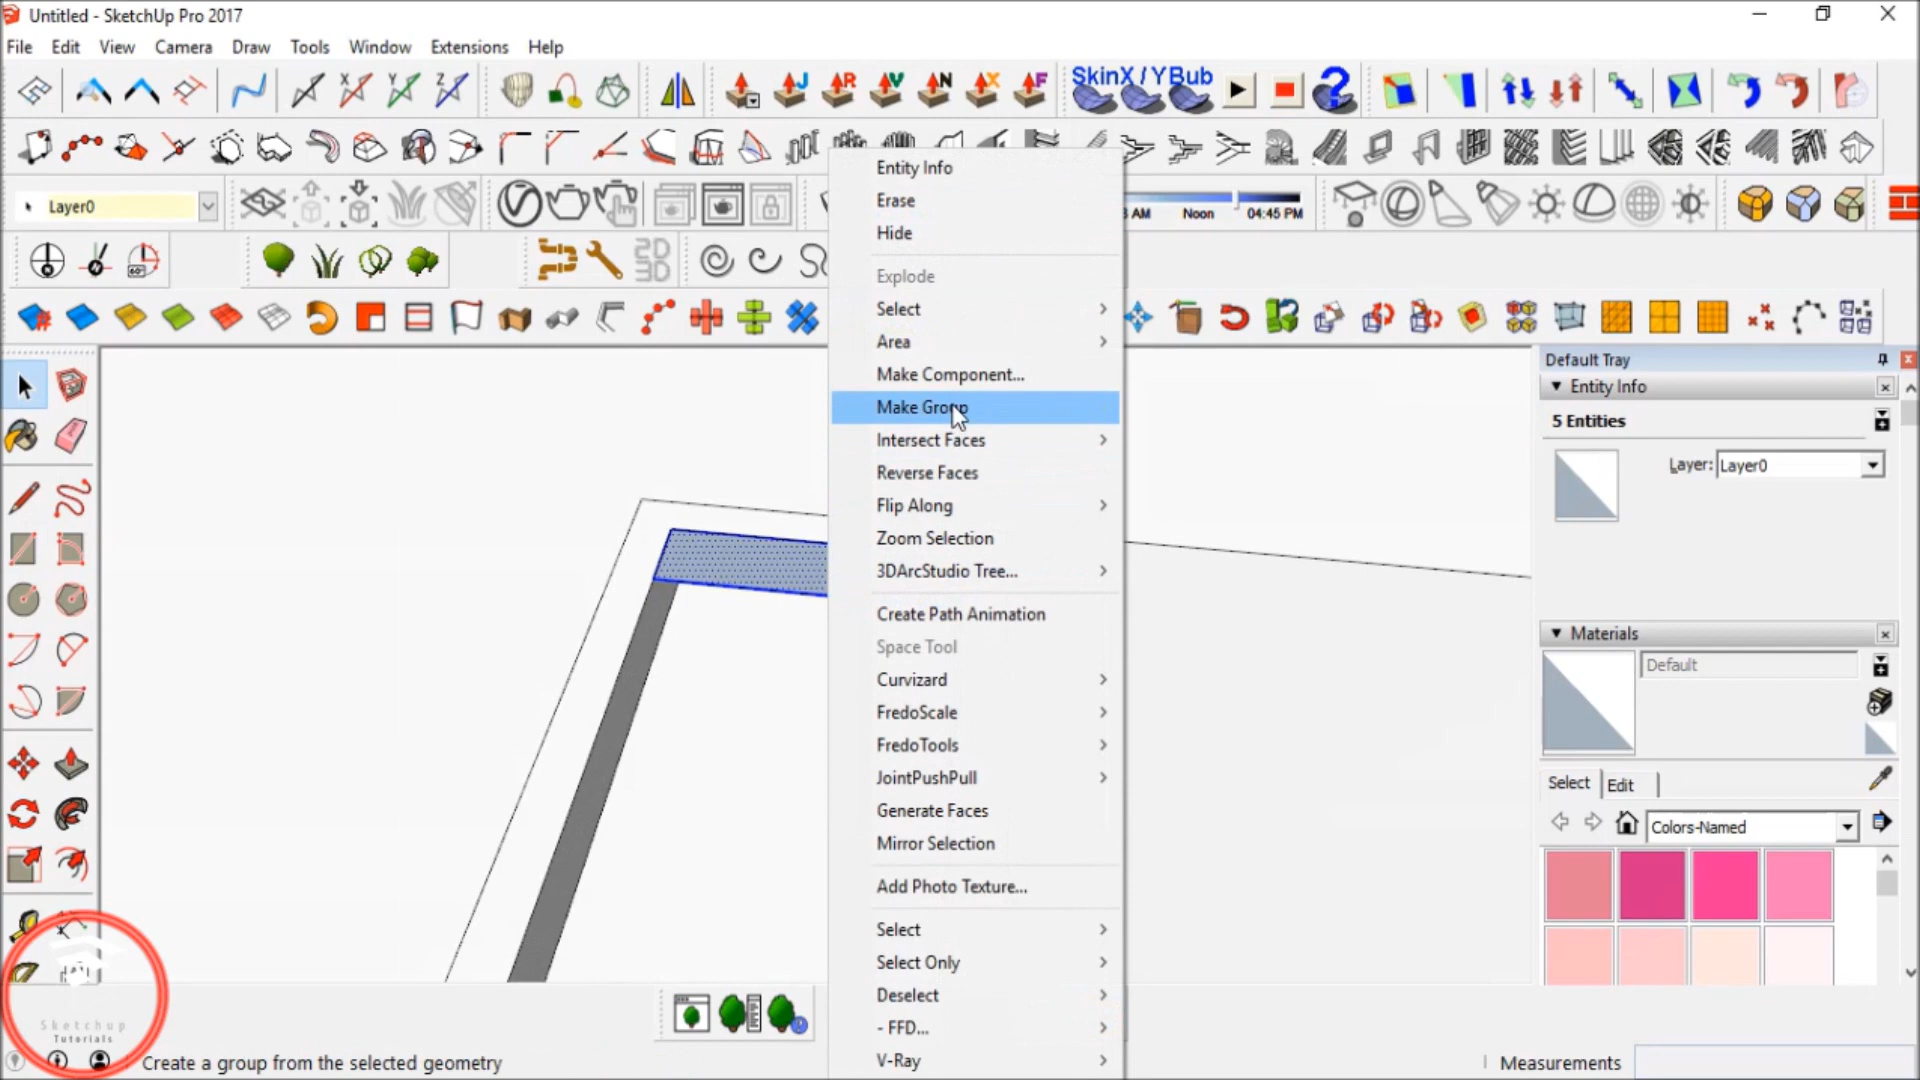 Untitled - SketchUp Pro 2017
File Edit View Camera Draw Tools Window Extensions Help
X Y Z J R V N X F SkinX / YBub ?
Layer0
AM Noon 04:45 PM
60°
2D
3D
Default Tray
Entity Info
5 Entities
Layer: Layer0
Materials
Default
Select Edit
Colors-Named
Entity Info
Erase
Hide
Explode
Select
Area
Make Component...
Make Group
Intersect Faces
Reverse Faces
Flip Along
Zoom Selection
3DArcStudio Tree...
Create Path Animation
Space Tool
Curvizard
FredoScale
FredoTools
JointPushPull
Generate Faces
Mirror Selection
Add Photo Texture...
Select
Select Only
Deselect
- FFD...
V-Ray
Sketchup
Tutorials
Create a group from the selected geometry
Measurements